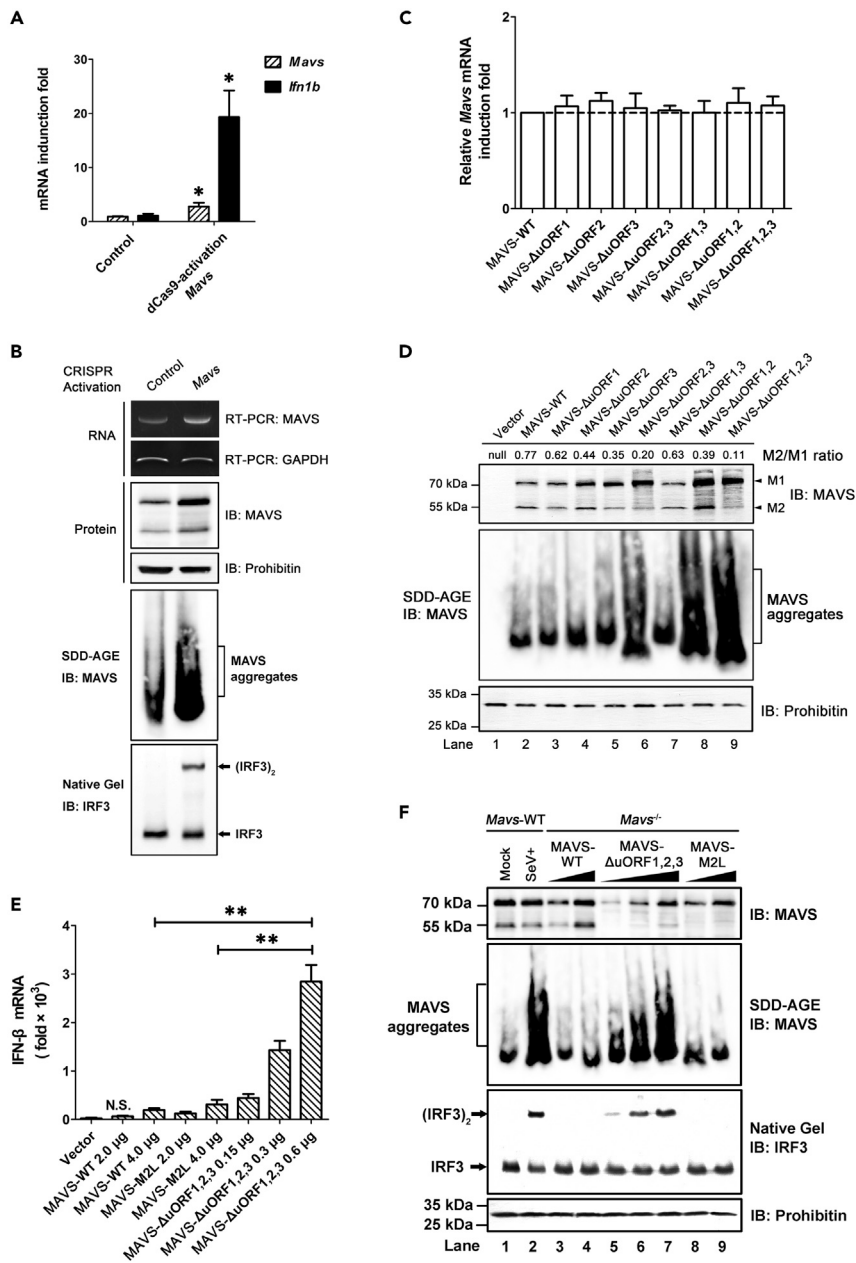 A
mRNA indunction fold
30
20
10
0
Mavs
Ifn1b
*
*
Control
dCas9-activation
Mavs
B
CRISPR
Activation
Control
Mavs
RNA
RT-PCR: MAVS
RT-PCR: GAPDH
Protein
IB: MAVS
IB: Prohibitin
SDD-AGE
IB: MAVS
MAVS
aggregates
Native Gel
IB: IRF3
(IRF3)2
IRF3
C
Relative Mavs mRNA
induction fold
2
1
0
MAVS-WT
MAVS-ΔuORF1
MAVS-ΔuORF2
MAVS-ΔuORF3
MAVS-ΔuORF2,3
MAVS-ΔuORF1,3
MAVS-ΔuORF1,2
MAVS-ΔuORF1,2,3
D
Vector
MAVS-WT
MAVS-ΔuORF1
MAVS-ΔuORF2
MAVS-ΔuORF3
MAVS-ΔuORF2,3
MAVS-ΔuORF1,3
MAVS-ΔuORF1,2
MAVS-ΔuORF1,2,3
null 0.77 0.62 0.44 0.35 0.20 0.63 0.39 0.11 M2/M1 ratio
70 kDa
55 kDa
M1
IB: MAVS
M2
SDD-AGE
IB: MAVS
MAVS
aggregates
35 kDa
25 kDa
IB: Prohibitin
Lane 1 2 3 4 5 6 7 8 9
E
IFN-β mRNA
( fold × 10³)
4
3
2
1
0
**
**
N.S.
Vector
MAVS-WT 2.0 μg
MAVS-WT 4.0 μg
MAVS-M2L 2.0 μg
MAVS-M2L 4.0 μg
MAVS-ΔuORF1,2,3 0.15 μg
MAVS-ΔuORF1,2,3 0.3 μg
MAVS-ΔuORF1,2,3 0.6 μg
F
Mavs-WT
Mavs-/-
Mock
SeV+
MAVS-
WT
MAVS-
ΔuORF1,2,3
MAVS-
M2L
70 kDa
55 kDa
IB: MAVS
MAVS
aggregates
SDD-AGE
IB: MAVS
(IRF3)2
IRF3
Native Gel
IB: IRF3
35 kDa
25 kDa
IB: Prohibitin
Lane 1 2 3 4 5 6 7 8 9